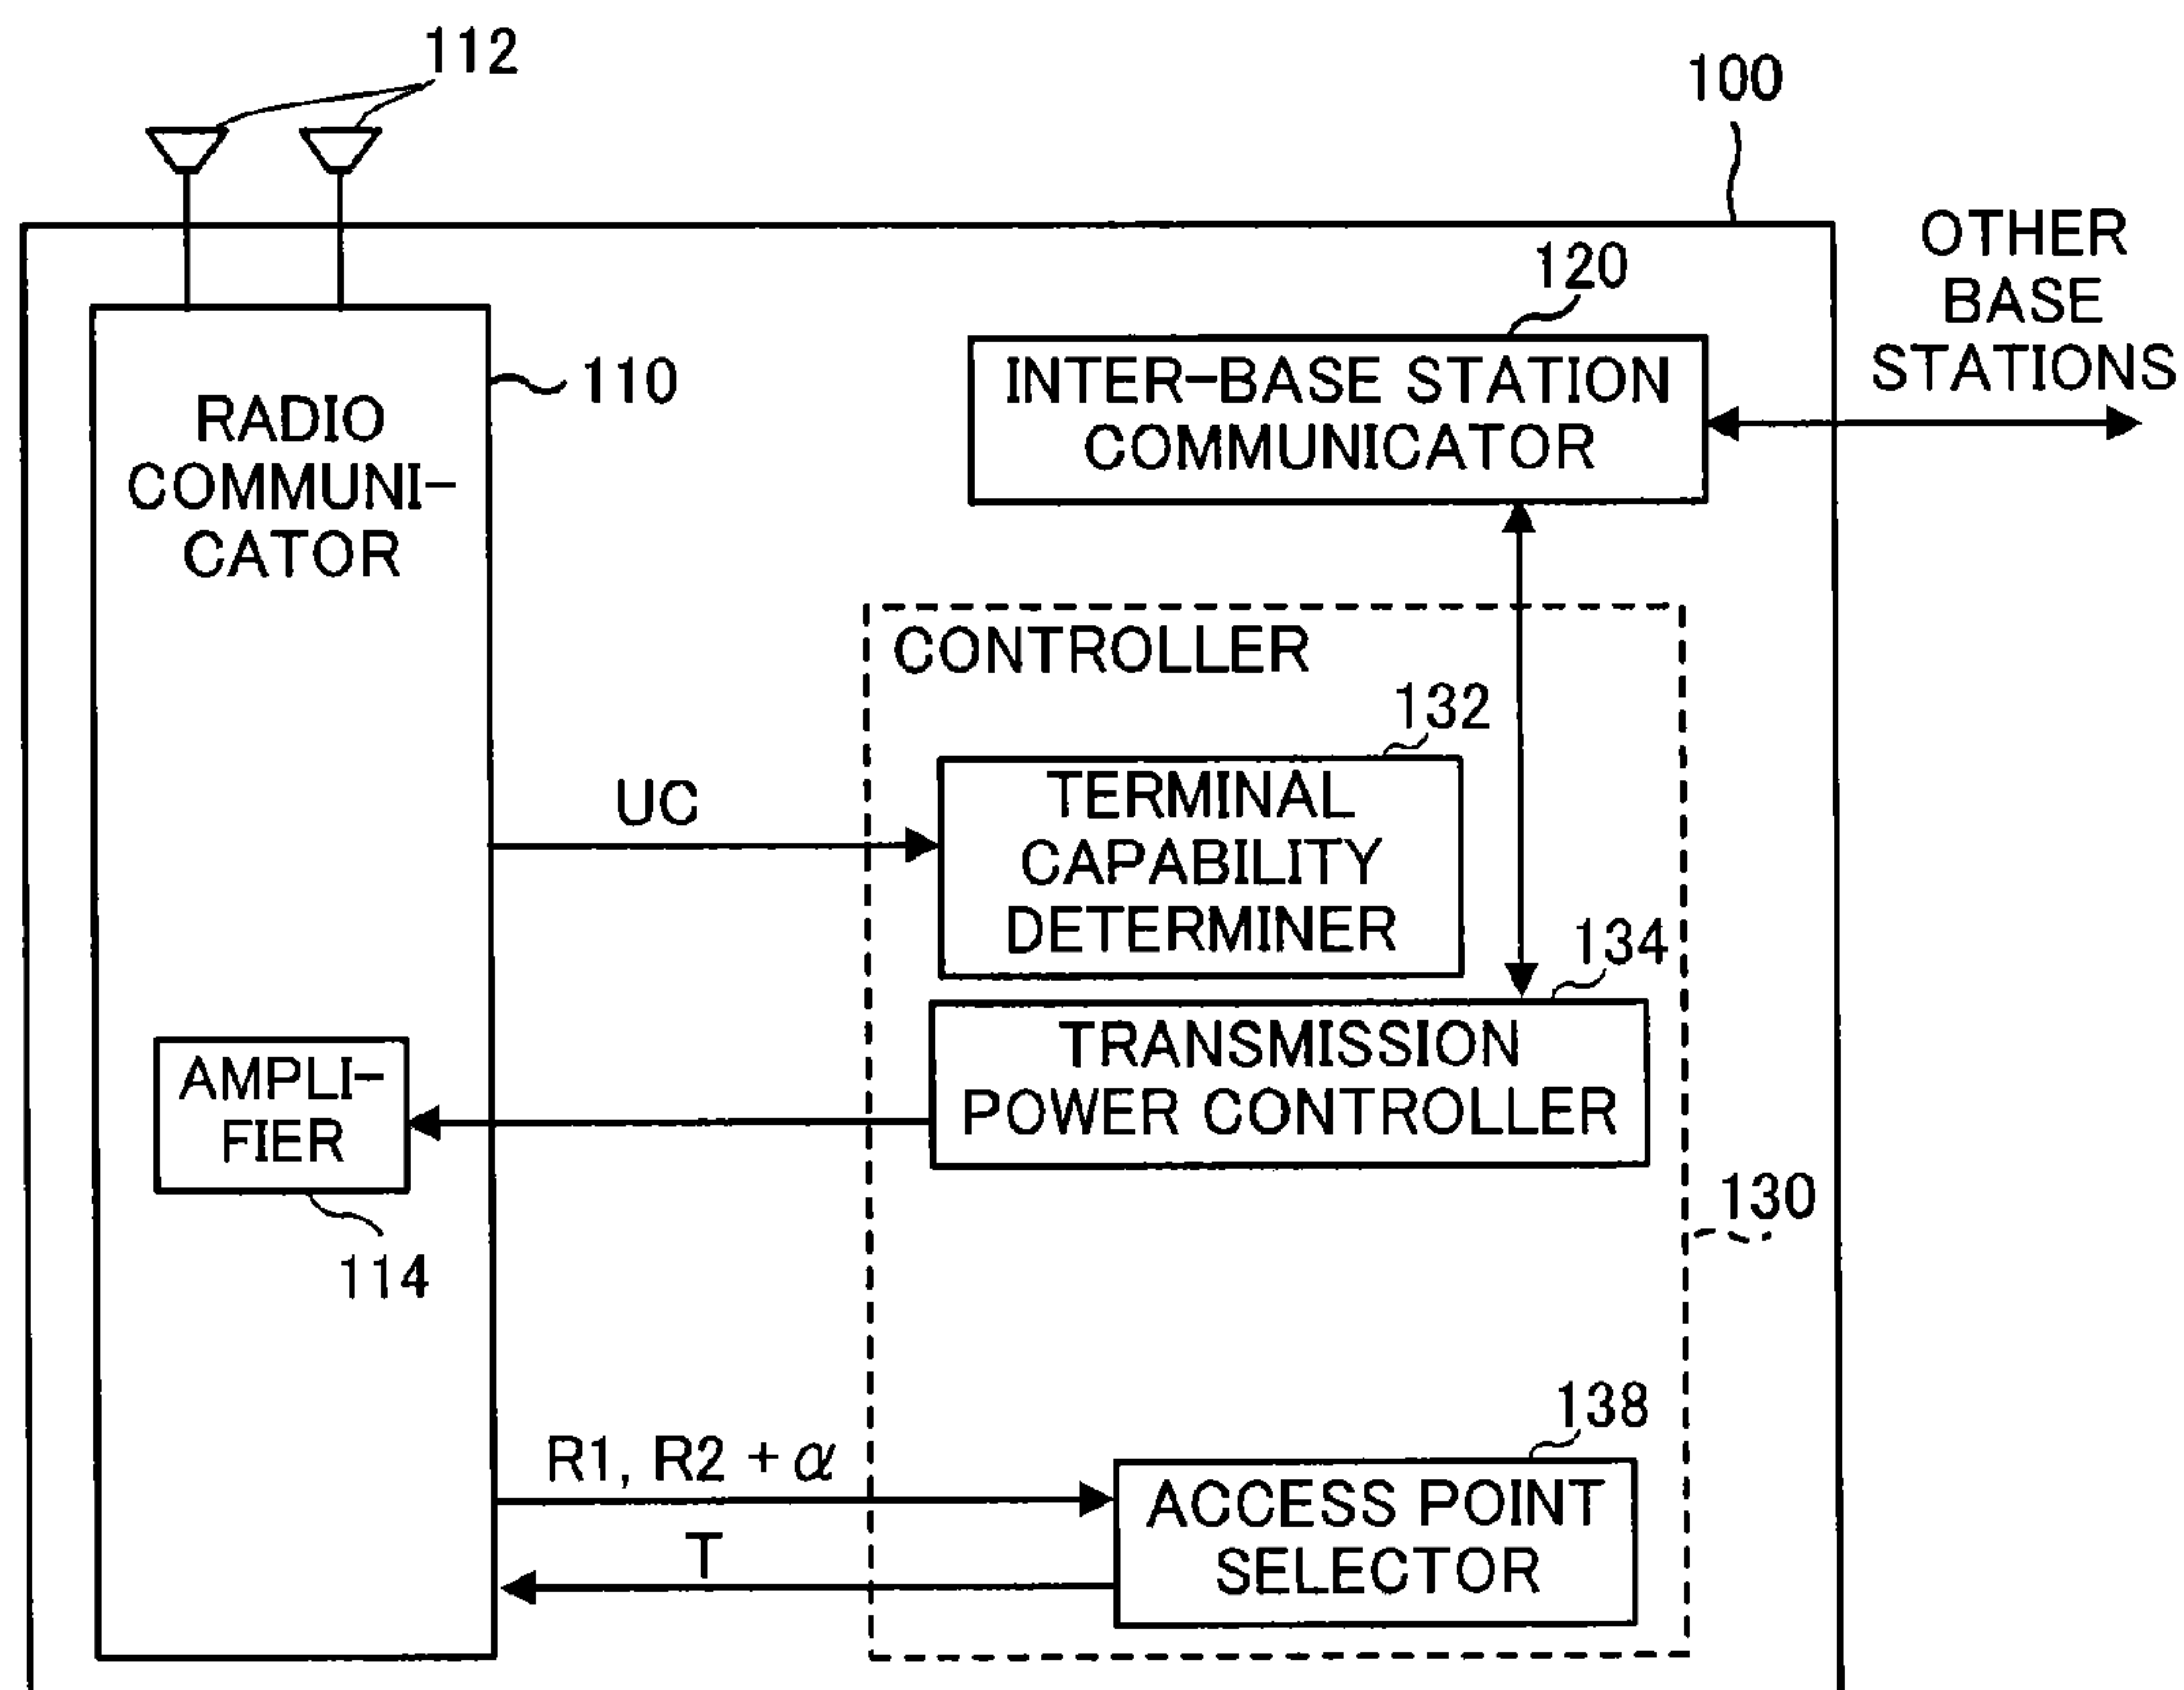 112
100
OTHER
BASE
STATIONS
120
INTER-BASE STATION
COMMUNICATOR
110
RADIO
COMMUNI-
CATOR
CONTROLLER
132
UC
TERMINAL
CAPABILITY
DETERMINER
134
TRANSMISSION
POWER CONTROLLER
AMPLI-
FIER
114
130
138
R1, R2 + α
ACCESS POINT
SELECTOR
T